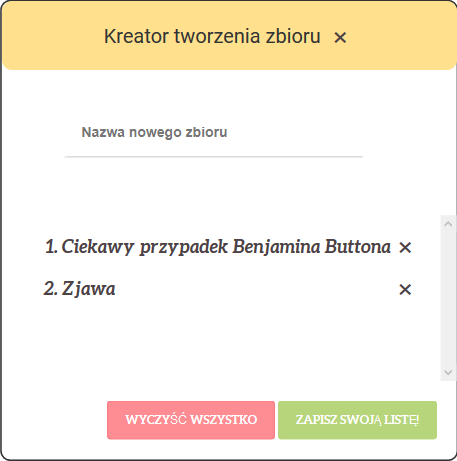 Kreator tworzenia zbioru ×
Nazwa nowego zbioru
1. Ciekawy przypadek Benjamina Buttona ×
2. Zjawa ×
WYCZYŚĆ WSZYSTKO ZAPISZ SWOJĄ LISTĘ!